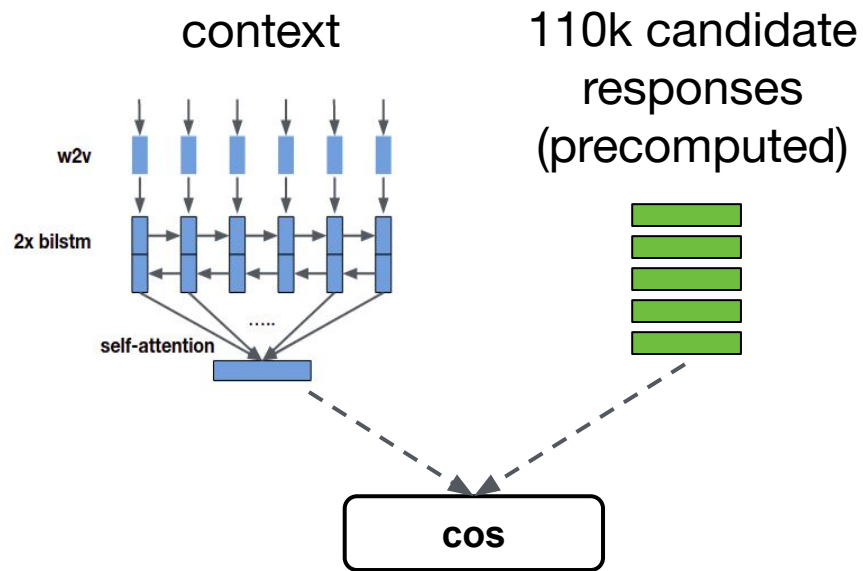 context
110k candidate
responses
(precomputed)
w2v
2x bilstm
.....
self-attention
cos